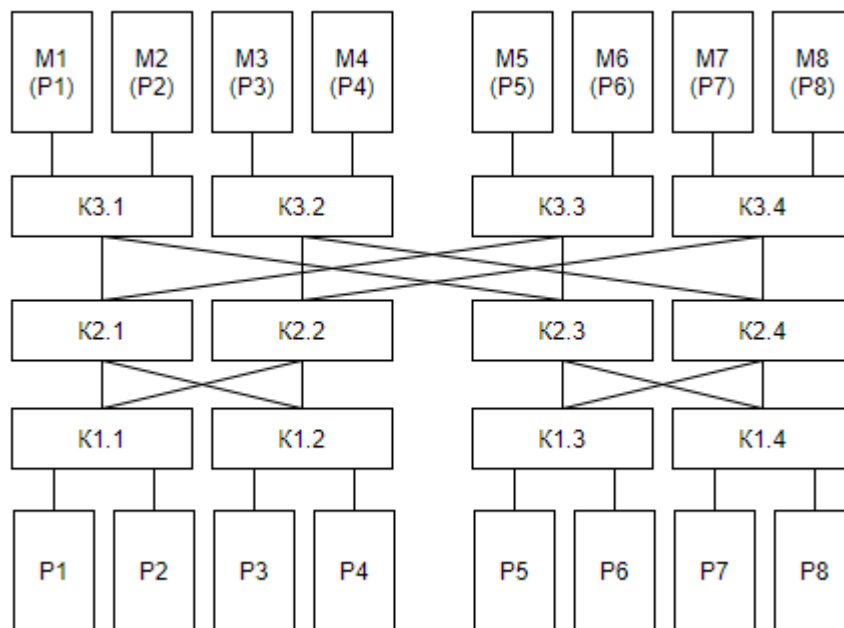 M1 M2 M3 M4 M5 M6 M7 M8
(P1) (P2) (P3) (P4) (P5) (P6) (P7) (P8)
К3.1 К3.2 К3.3 К3.4
К2.1 К2.2 К2.3 К2.4
К1.1 К1.2 К1.3 К1.4
P1 P2 P3 P4 P5 P6 P7 P8